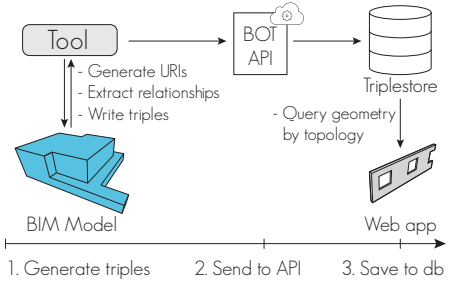 Tool
BOT
API
Triplestore
- Generate URIs
- Extract relationships
- Write triples
- Query geometry
by topology
BIM Model
Web app
1. Generate triples
2. Send to API
3. Save to db